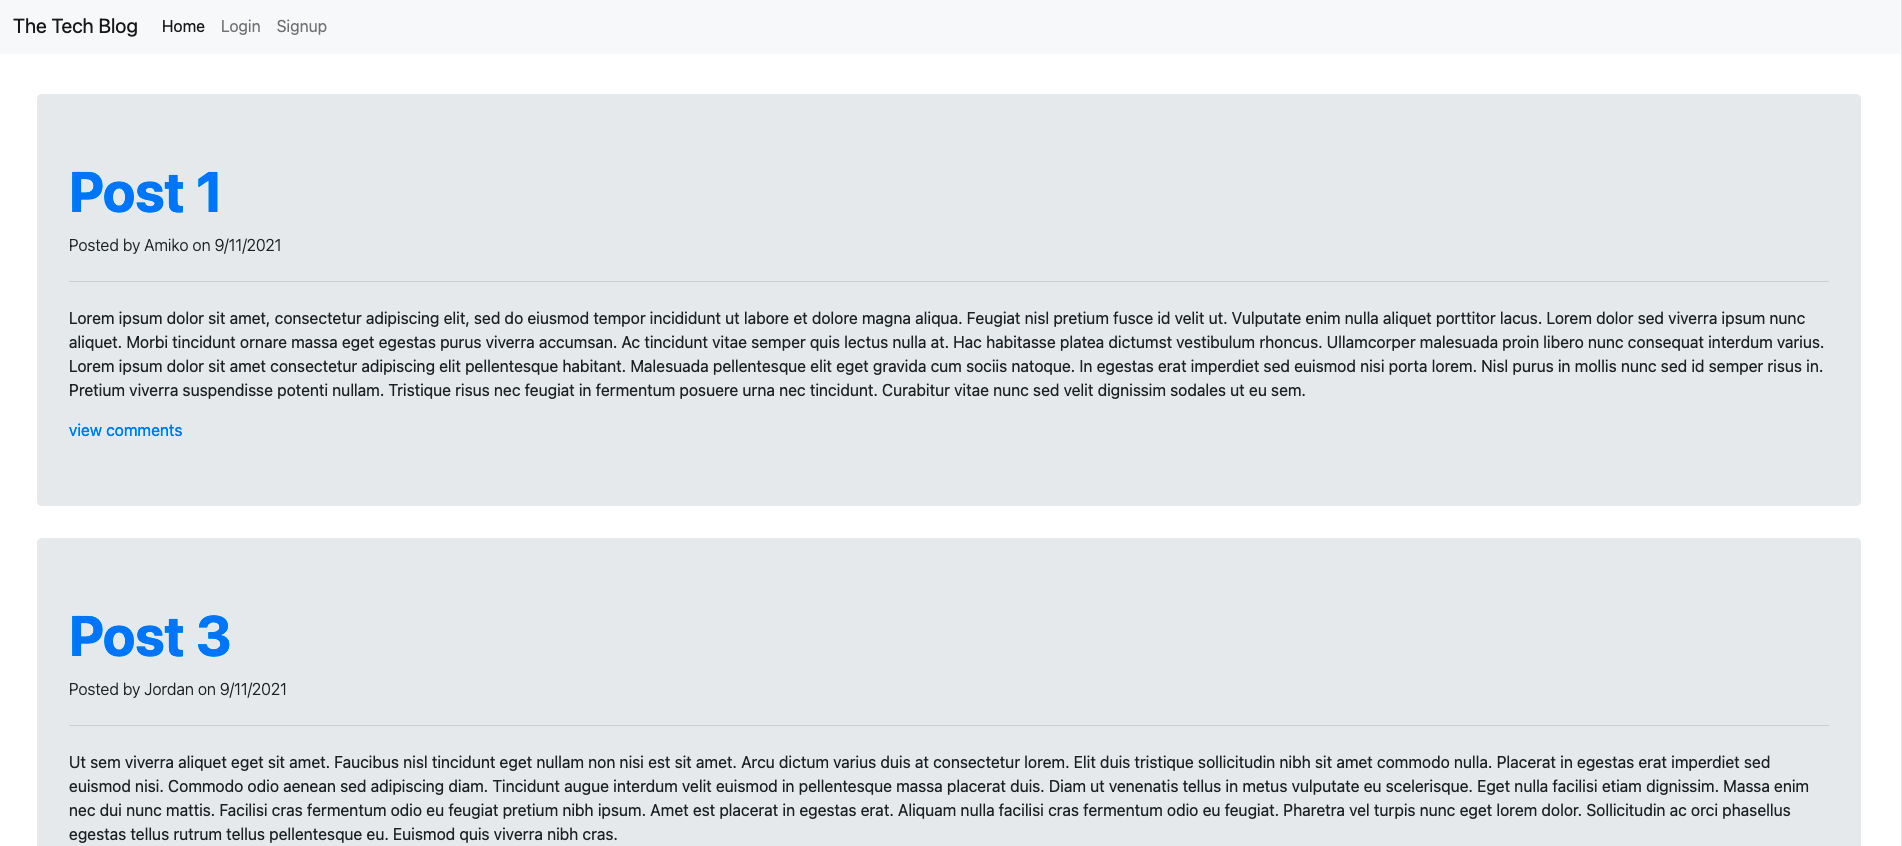 The Tech Blog Home Login Signup
Post 1
Posted by Amiko on 9/11/2021
Lorem ipsum dolor sit amet, consectetur adipiscing elit, sed do eiusmod tempor incididunt ut labore et dolore magna aliqua. Feugiat nisl pretium fusce id velit ut. Vulputate enim nulla aliquet porttitor lacus. Lorem dolor sed viverra ipsum nunc
aliquet. Morbi tincidunt ornare massa eget egestas purus viverra accumsan. Ac tincidunt vitae semper quis lectus nulla at. Hac habitasse platea dictumst vestibulum rhoncus. Ullamcorper malesuada proin libero nunc consequat interdum varius.
Lorem ipsum dolor sit amet consectetur adipiscing elit pellentesque habitant. Malesuada pellentesque elit eget gravida cum sociis natoque. In egestas erat imperdiet sed euismod nisi porta lorem. Nisl purus in mollis nunc sed id semper risus in.
Pretium viverra suspendisse potenti nullam. Tristique risus nec feugiat in fermentum posuere urna nec tincidunt. Curabitur vitae nunc sed velit dignissim sodales ut eu sem.
view comments
Post 3
Posted by Jordan on 9/11/2021
Ut sem viverra aliquet eget sit amet. Faucibus nisl tincidunt eget nullam non nisi est sit amet. Arcu dictum varius duis at consectetur lorem. Elit duis tristique sollicitudin nibh sit amet commodo nulla. Placerat in egestas erat imperdiet sed
euismod nisi. Commodo odio aenean sed adipiscing diam. Tincidunt augue interdum velit euismod in pellentesque massa placerat duis. Diam ut venenatis tellus in metus vulputate eu scelerisque. Eget nulla facilisi etiam dignissim. Massa enim
nec dui nunc mattis. Facilisi cras fermentum odio eu feugiat pretium nibh ipsum. Amet est placerat in egestas erat. Aliquam nulla facilisi cras fermentum odio eu feugiat. Pharetra vel turpis nunc eget lorem dolor. Sollicitudin ac orci phasellus
egestas tellus rutrum tellus pellentesque eu. Euismod quis viverra nibh cras.